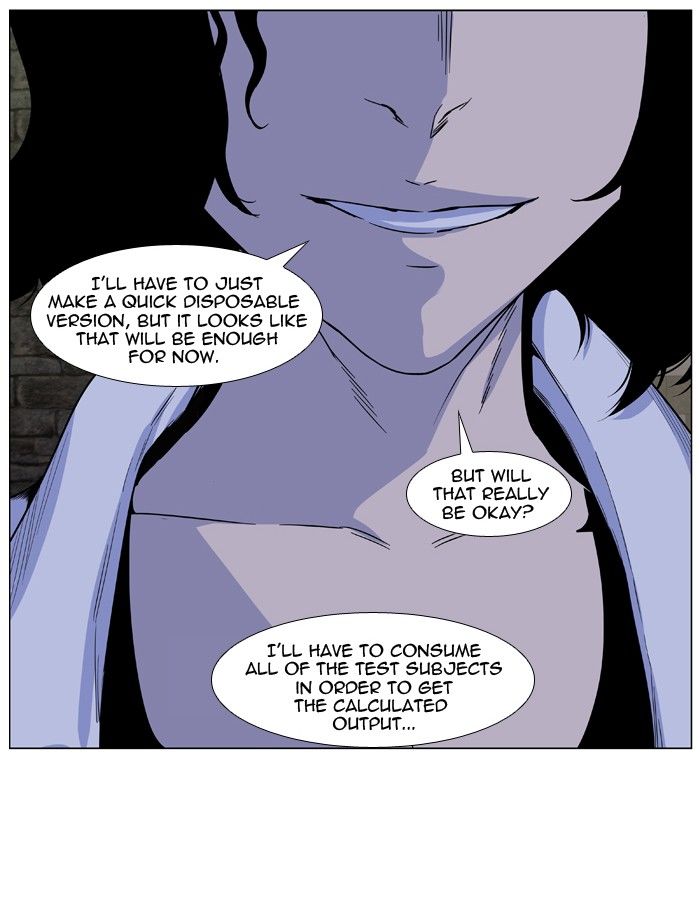 I'LL HAVE TO JUST
MAKE A QUICK DISPOSABLE
VERSION, BUT IT LOOKS LIKE
THAT WILL BE ENOUGH
FOR NOW.
BUT WILL
THAT REALLY
BE OKAY?
I'LL HAVE TO CONSUME
ALL OF THE TEST SUBJECTS
IN ORDER TO GET
THE CALCULATED
OUTPUT...